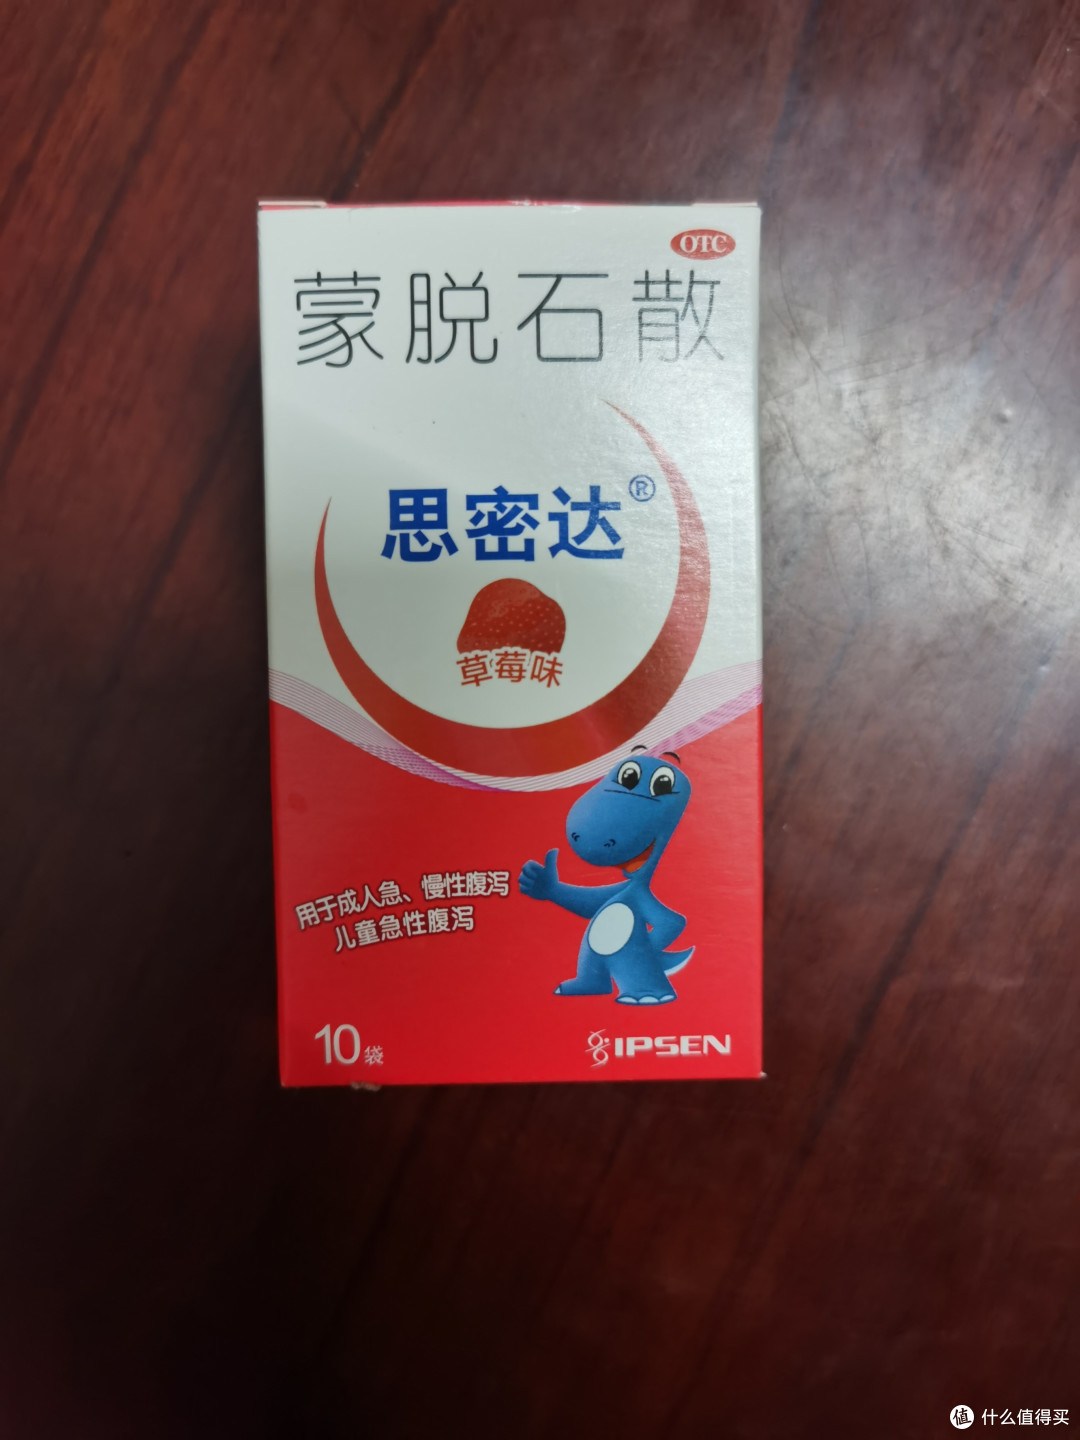 OTC
蒙脱石散
思密达®
草莓味
用于成人急、慢性腹泻
儿童急性腹泻
10袋
IPSEN
值 什么值得买